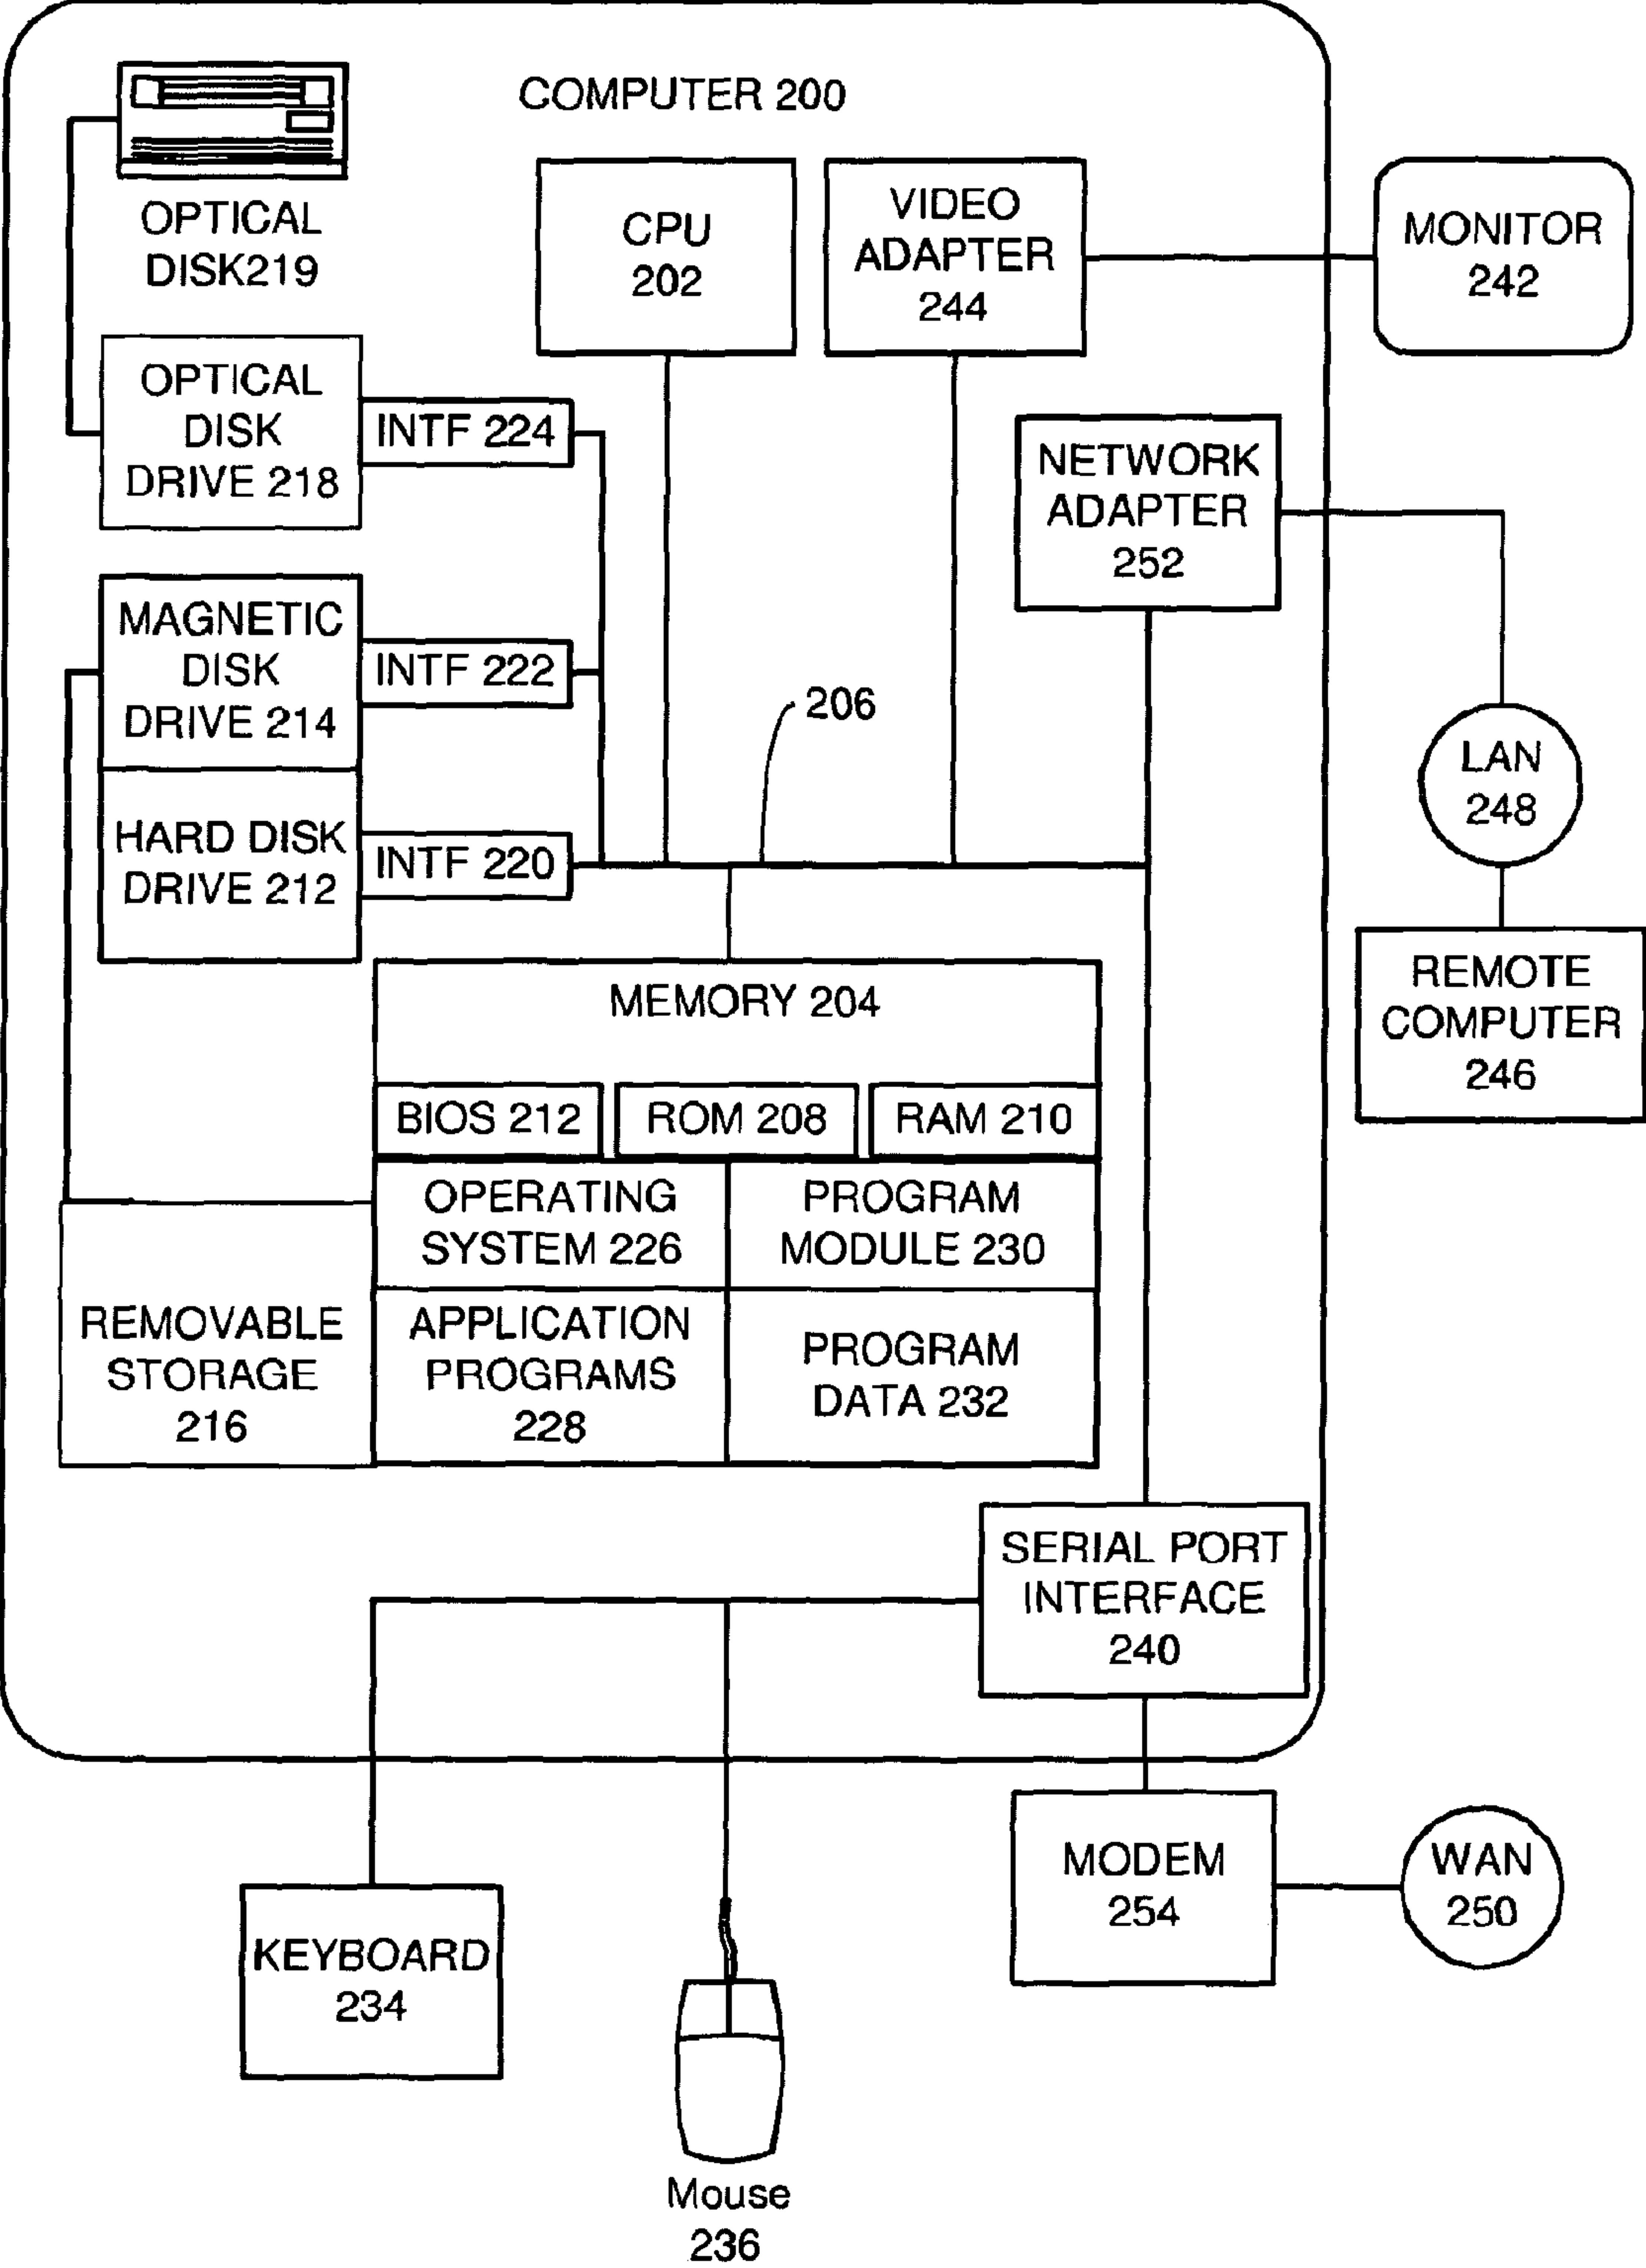 COMPUTER 200
OPTICAL
DISK219
CPU
202
VIDEO
ADAPTER
244
MONITOR
242
OPTICAL
DISK
DRIVE 218
INTF 224
NETWORK
ADAPTER
252
MAGNETIC
DISK
DRIVE 214
INTF 222
206
LAN
248
HARD DISK
DRIVE 212
INTF 220
REMOTE
COMPUTER
246
MEMORY 204
BIOS 212
ROM 208
RAM 210
OPERATING
SYSTEM 226
PROGRAM
MODULE 230
REMOVABLE
STORAGE
216
APPLICATION
PROGRAMS
228
PROGRAM
DATA 232
SERIAL PORT
INTERFACE
240
MODEM
254
WAN
250
KEYBOARD
234
Mouse
236